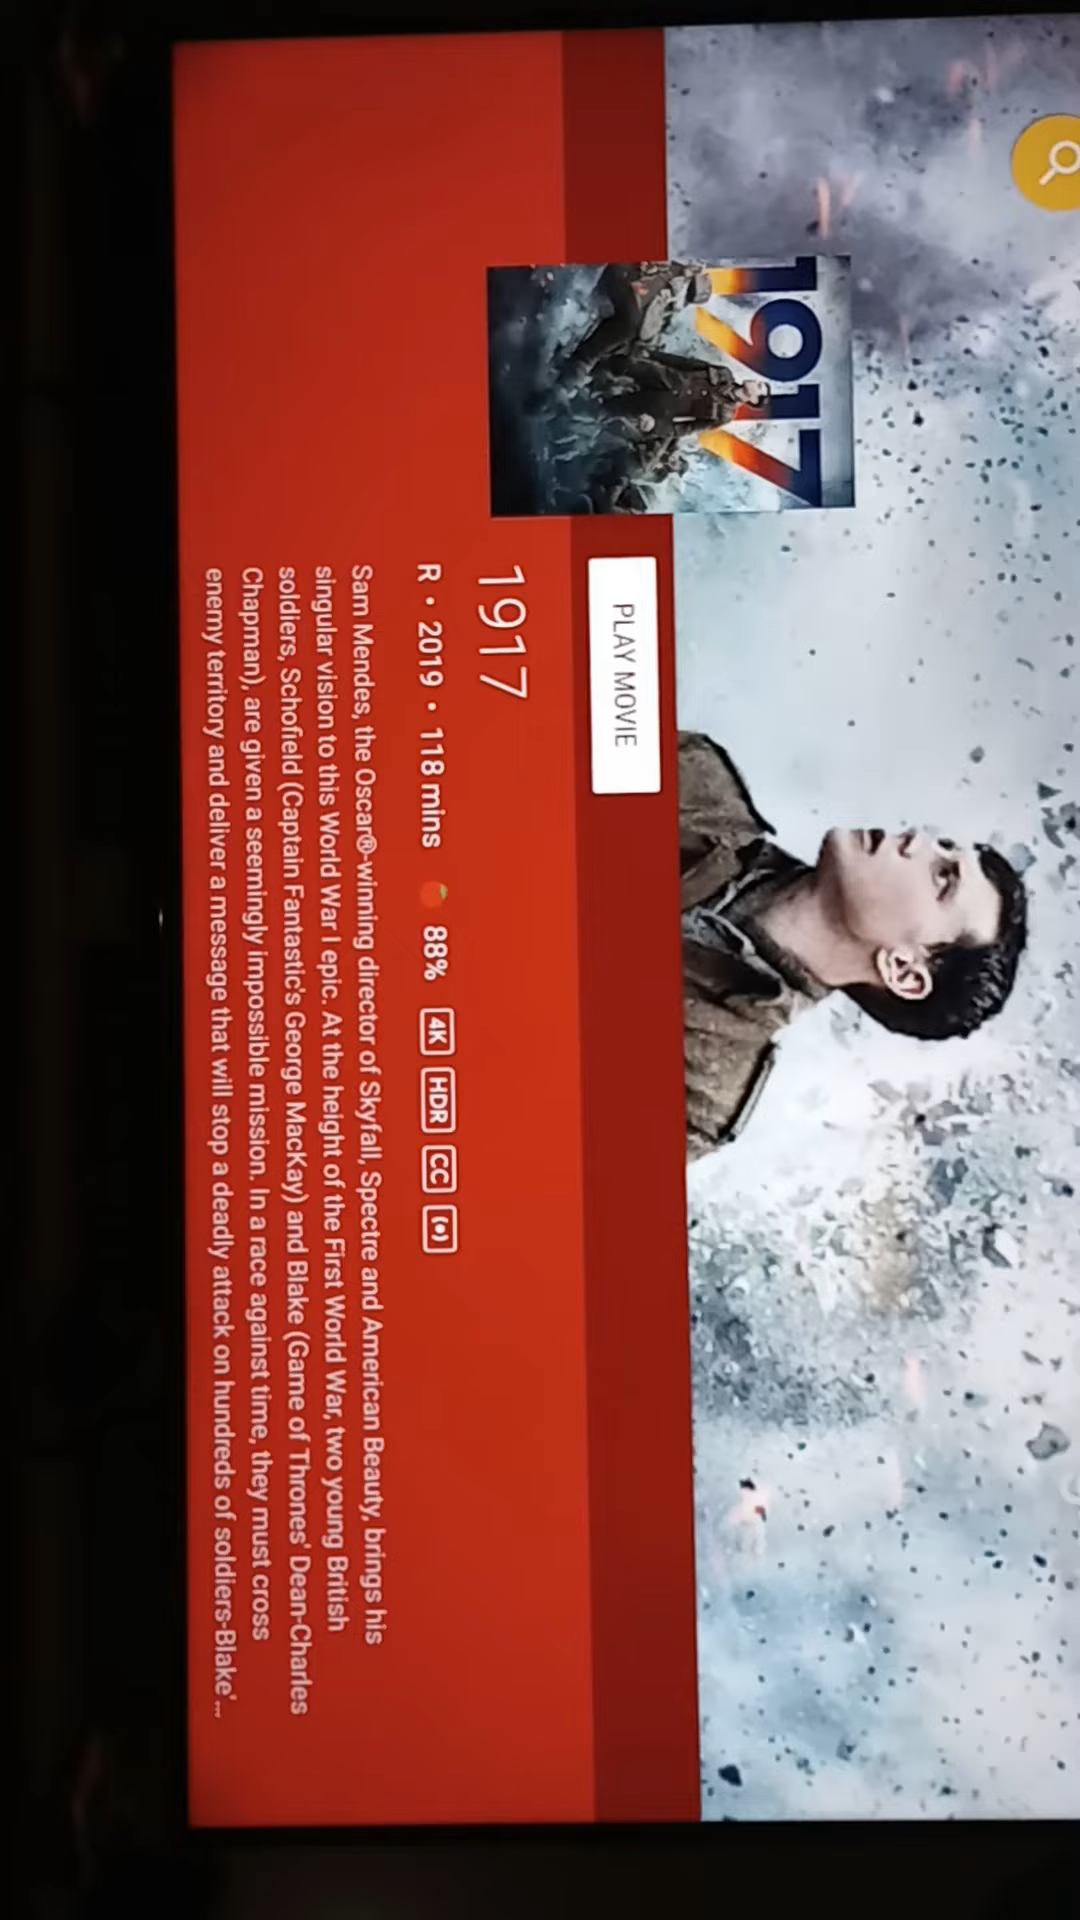 1917
PLAY MOVIE
1917
R • 2019 • 118 mins 88% 4K HDR CC
Sam Mendes, the Oscar®-winning director of Skyfall, Spectre and American Beauty, brings his
singular vision to this World War I epic. At the height of the First World War, two young British
soldiers, Schofield (Captain Fantastic's George MacKay) and Blake (Game of Thrones' Dean-Charles
Chapman), are given a seemingly impossible mission. In a race against time, they must cross
enemy territory and deliver a message that will stop a deadly attack on hundreds of soldiers-Blake'...